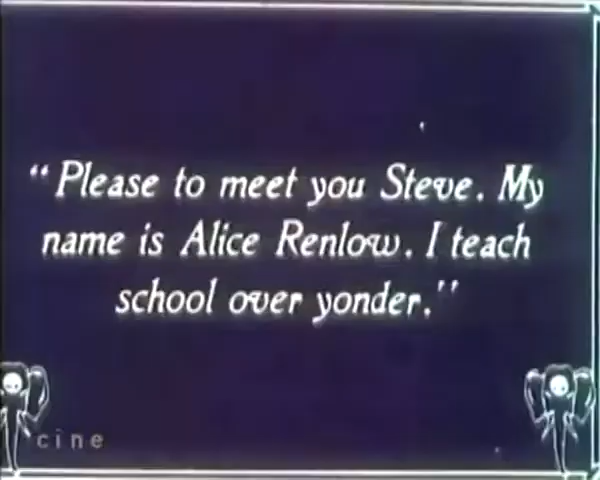 “Please to meet you Steve. My
name is Alice Renlow. I teach
school over yonder.”
cine